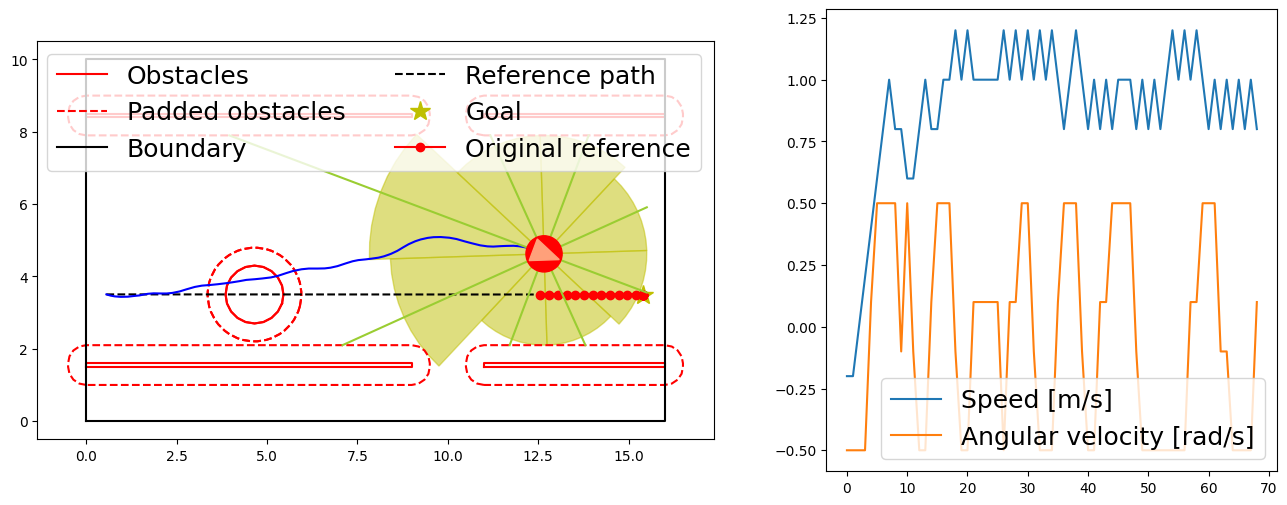 10
8
6
4
2
0
0.0 2.5 5.0 7.5 10.0 12.5 15.0
Obstacles
Padded obstacles
Boundary
Reference path
Goal
Original reference
1.25
1.00
0.75
0.50
0.25
0.00
−0.25
−0.50
0 10 20 30 40 50 60 70
Speed [m/s]
Angular velocity [rad/s]